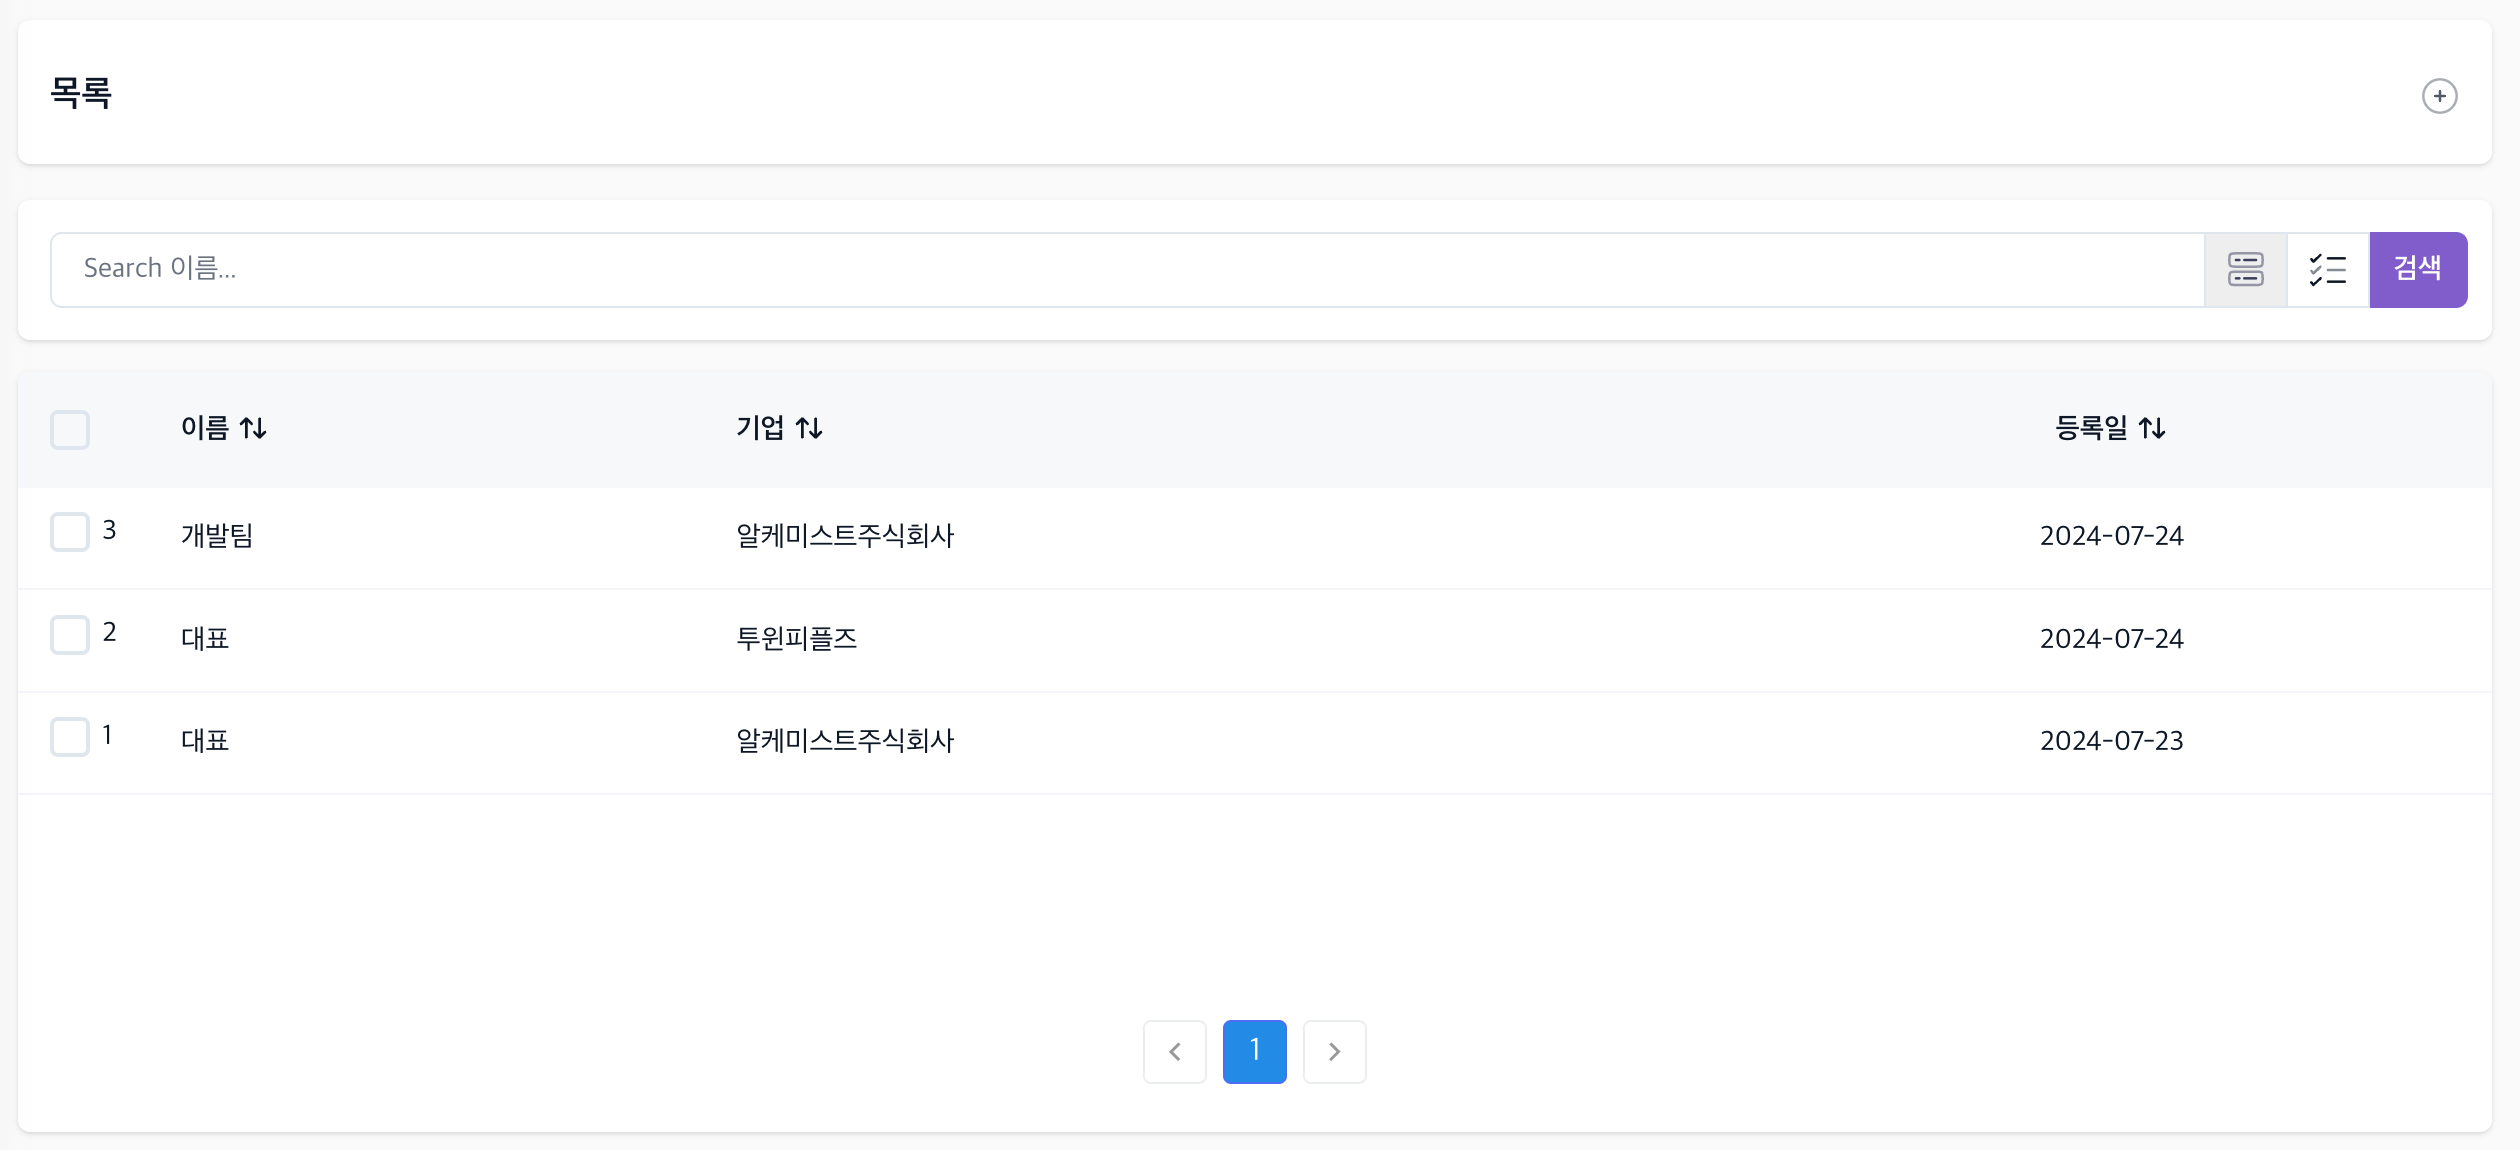 목록
Search 이름...
검색
이름 기업 등록일
3 개발팀 알케미스트주식회사 2024-07-24
2 대표 투윈피플즈 2024-07-24
1 대표 알케미스트주식회사 2024-07-23
1